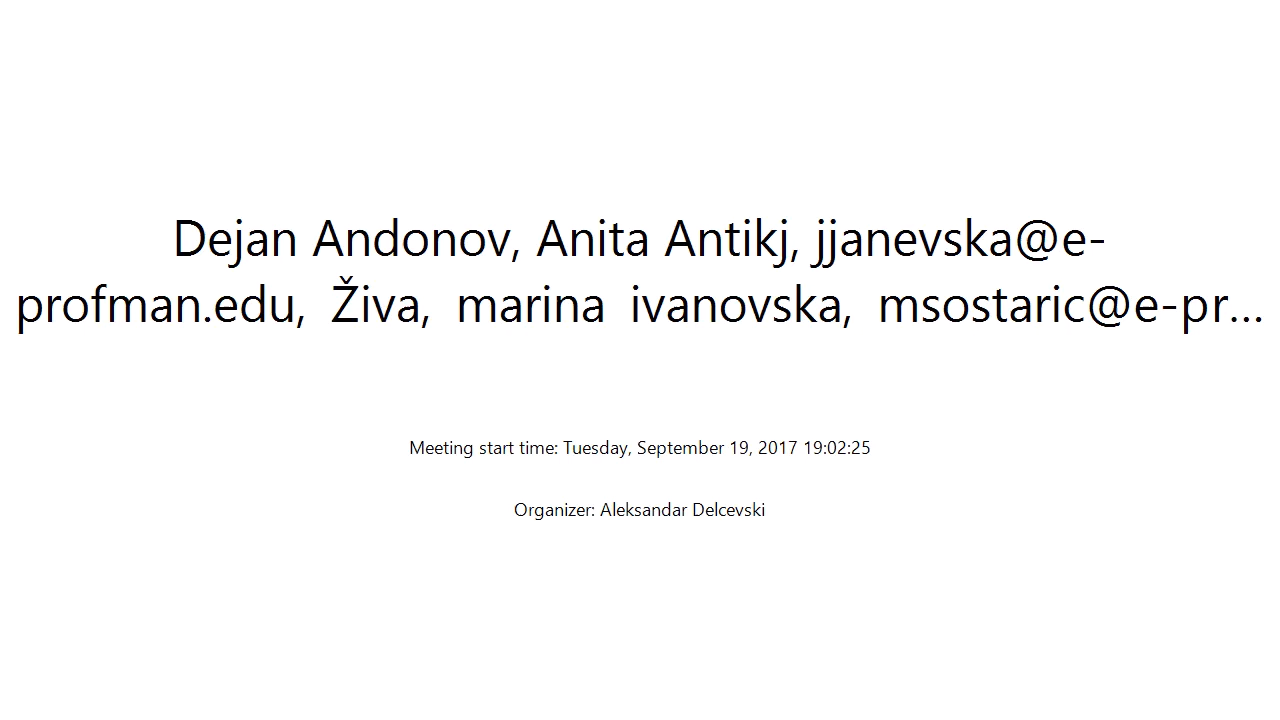 Dejan Andonov, Anita Antikj, jjanevska@e-
profman.edu, Živa, marina ivanovska, msostaric@e-pr...
Meeting start time: Tuesday, September 19, 2017 19:02:25
Organizer: Aleksandar Delcevski